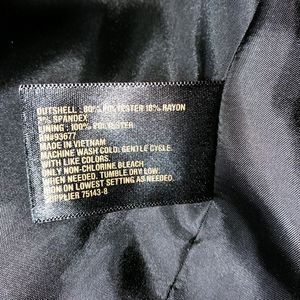 OUTSHELL : 80% POLYESTER 18% RAYON
2% SPANDEX
LINING : 100% POLYESTER
RN#93677
MADE IN VIETNAM
MACHINE WASH COLD. GENTLE CYCLE.
WITH LIKE COLORS.
ONLY NON-CHLORINE BLEACH
WHEN NEEDED. TUMBLE DRY LOW.
IRON ON LOWEST SETTING AS NEEDED.
SUPPLIER 75143-8